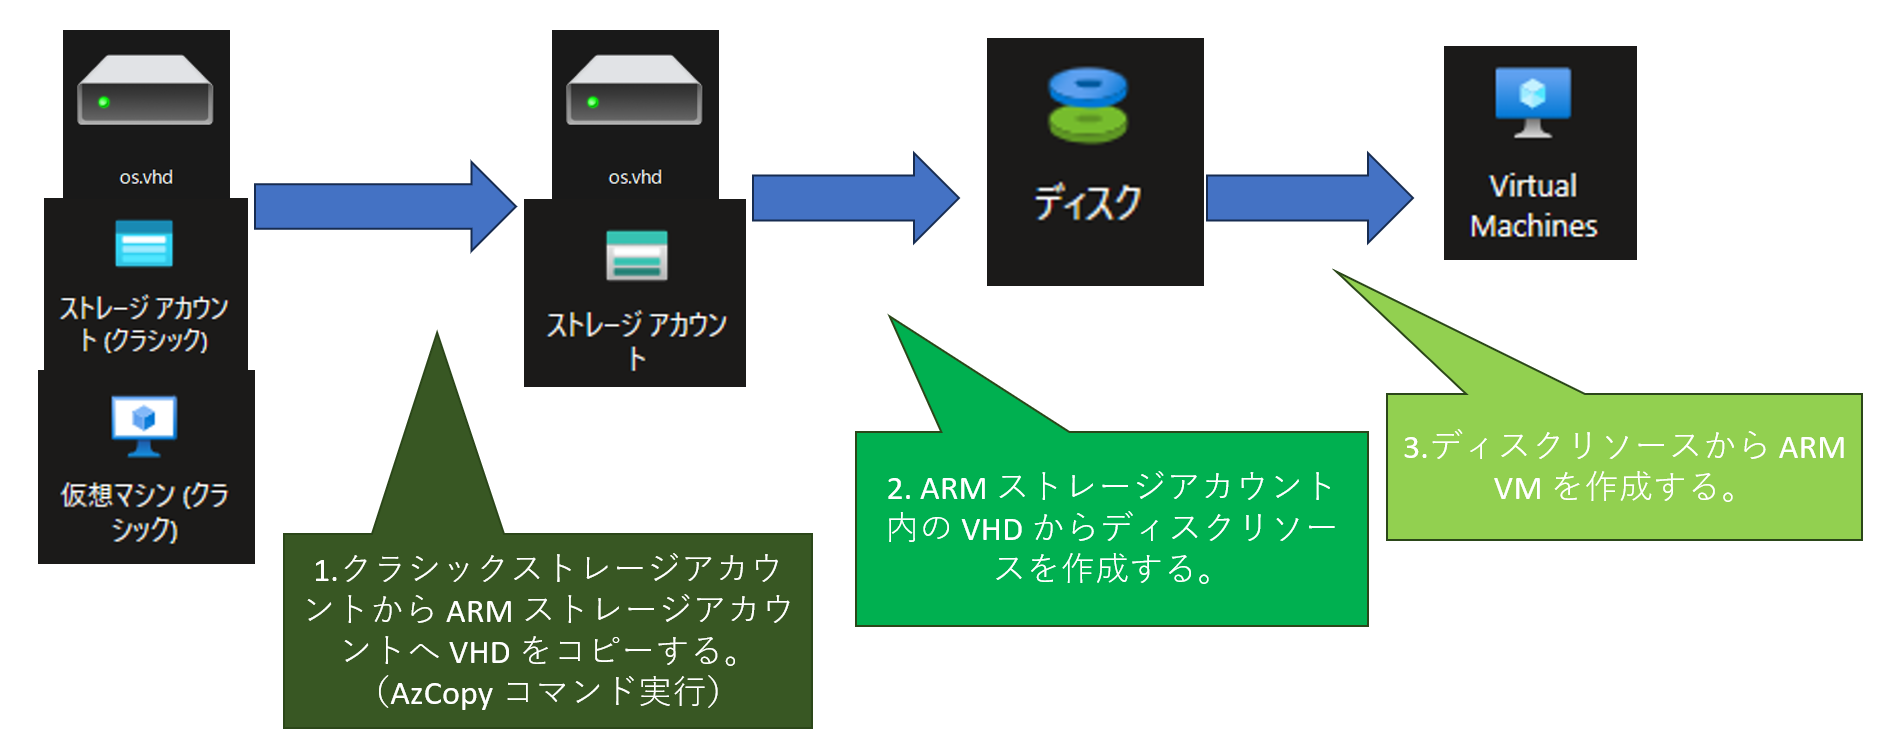 os.vhd
ストレージ アカウン
ト (クラシック)
仮想マシン (クラ
シック)
os.vhd
ストレージ アカウン
ト
ディスク
Virtual
Machines
1.クラシックストレージアカウ
ントから ARM ストレージアカウ
ントへ VHD をコピーする。
（AzCopy コマンド実行）
2. ARM ストレージアカウント
内の VHD からディスクリソー
スを作成する。
3.ディスクリソースから ARM
VM を作成する。